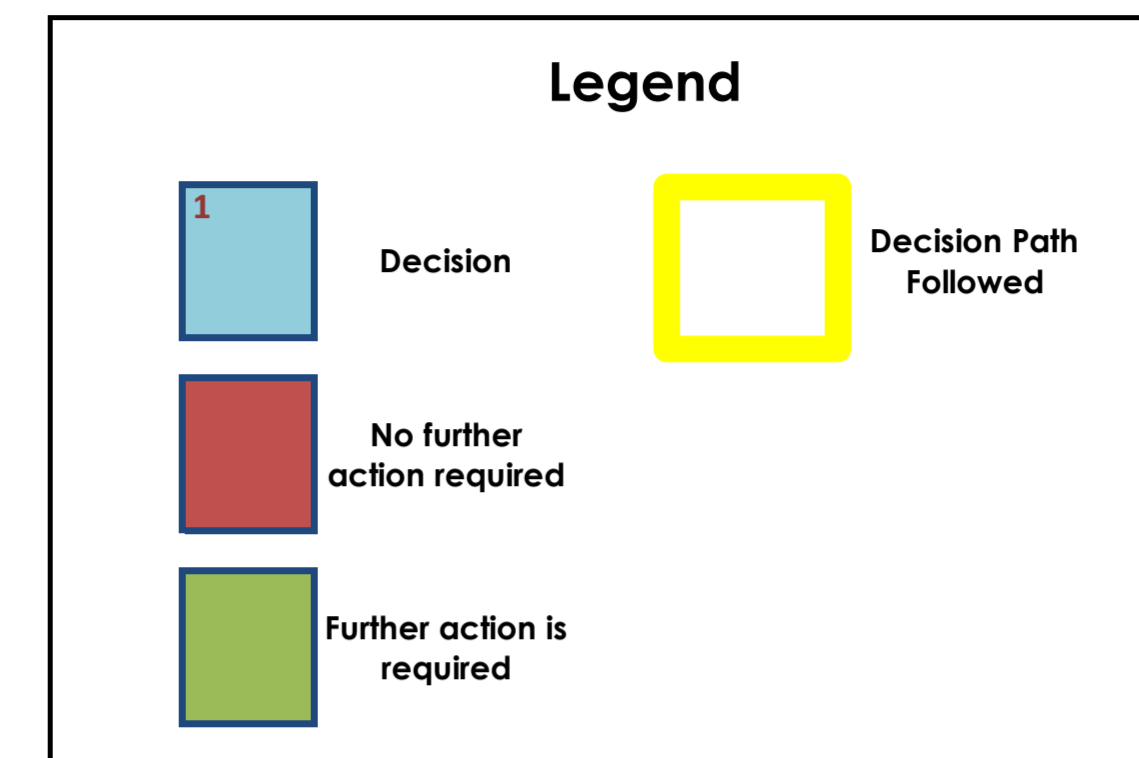 Legend
1
Decision
Decision Path
Followed
No further
action required
Further action is
required